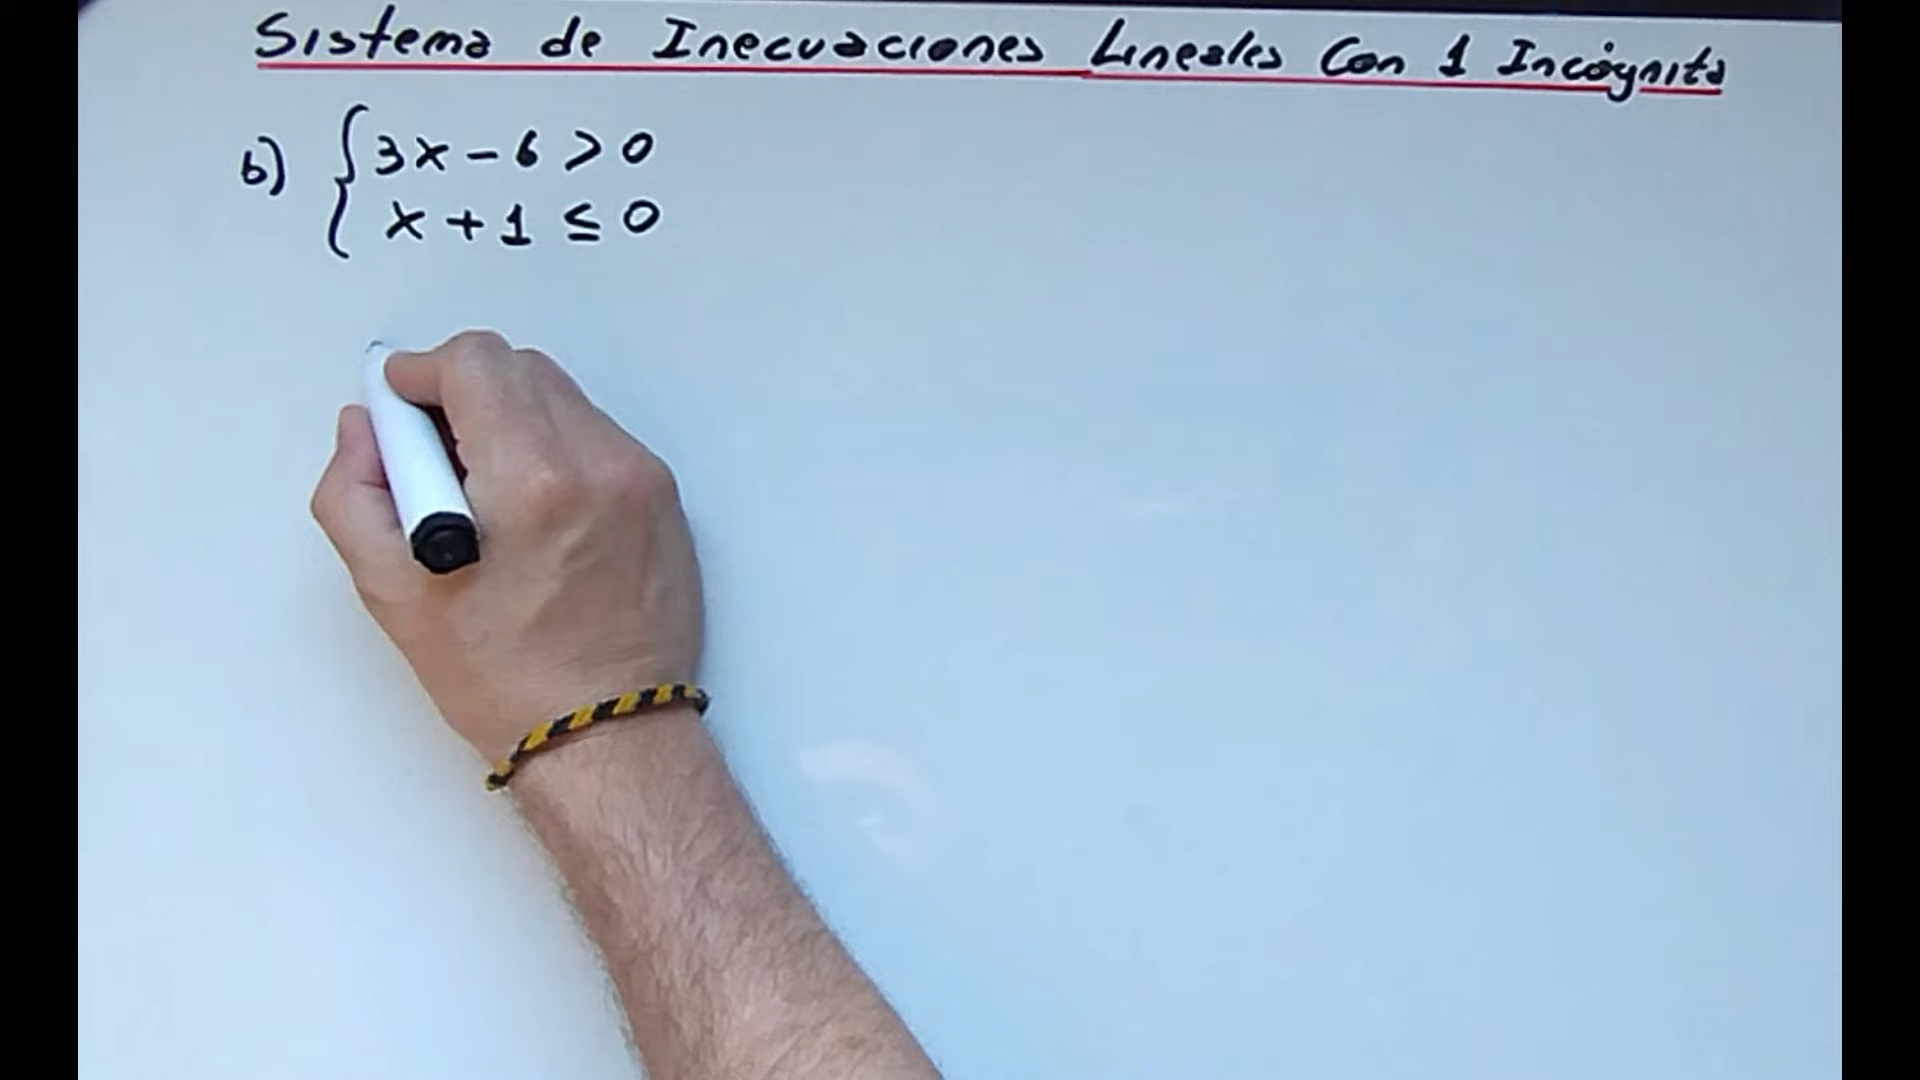 Sistema de Inecuaciones Lineales Con 1 Incógnita
b) { 3x - 6 > 0
x + 1 ≤ 0